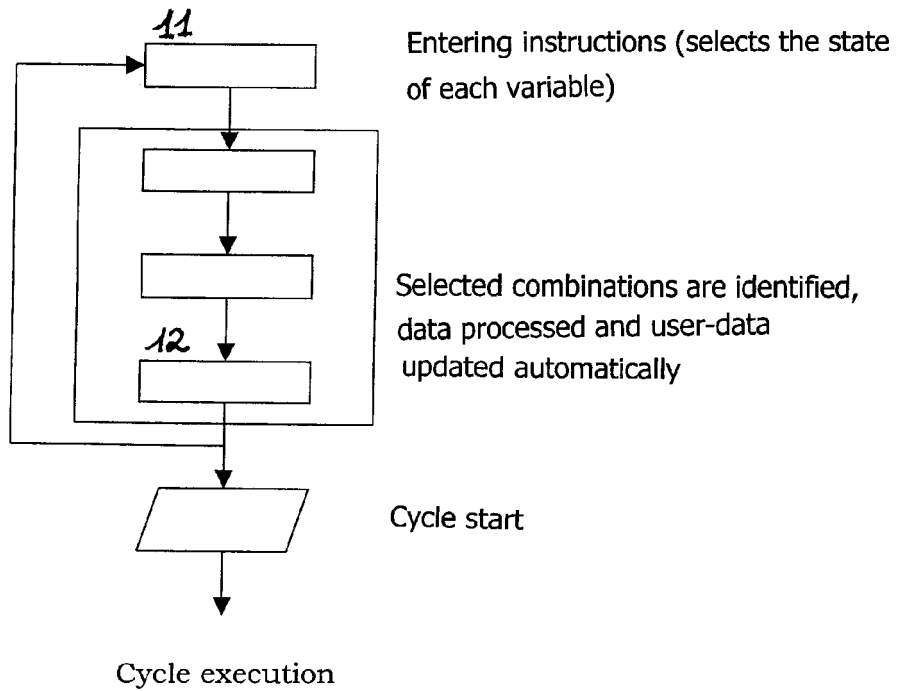 11
Entering instructions (selects the state
of each variable)
Selected combinations are identified,
data processed and user-data
updated automatically
12
Cycle start
Cycle execution